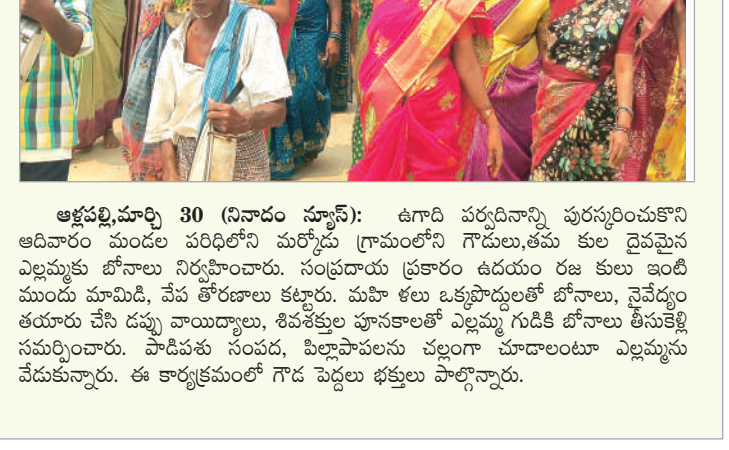 ఆళ్లపల్లి,మార్చి 30 (నినాదం న్యూస్): ఉగాది పర్వదినాన్ని పురస్కరించుకొని
ఆదివారం మండల పరిధిలోని మర్కోడు గ్రామంలోని గౌడులు,తమ కుల దైవమైన
ఎల్లమ్మకు బోనాలు నిర్వహించారు. సంప్రదాయ ప్రకారం ఉదయం రజ కులు ఇంటి
ముందు మామిడి, వేప తోరణాలు కట్టారు. మహి ళలు ఒక్కపొద్దులతో బోనాలు, నైవేద్యం
తయారు చేసి డప్పు వాయిద్యాలు, శివశక్తుల పూనకాలతో ఎల్లమ్మ గుడికి బోనాలు తీసుకెళ్లి
సమర్పించారు. పాడిపశు సంపద, పిల్లాపాపలను చల్లంగా చూడాలంటూ ఎల్లమ్మను
వేడుకున్నారు. ఈ కార్యక్రమంలో గౌడ పెద్దలు భక్తులు పాల్గొన్నారు.